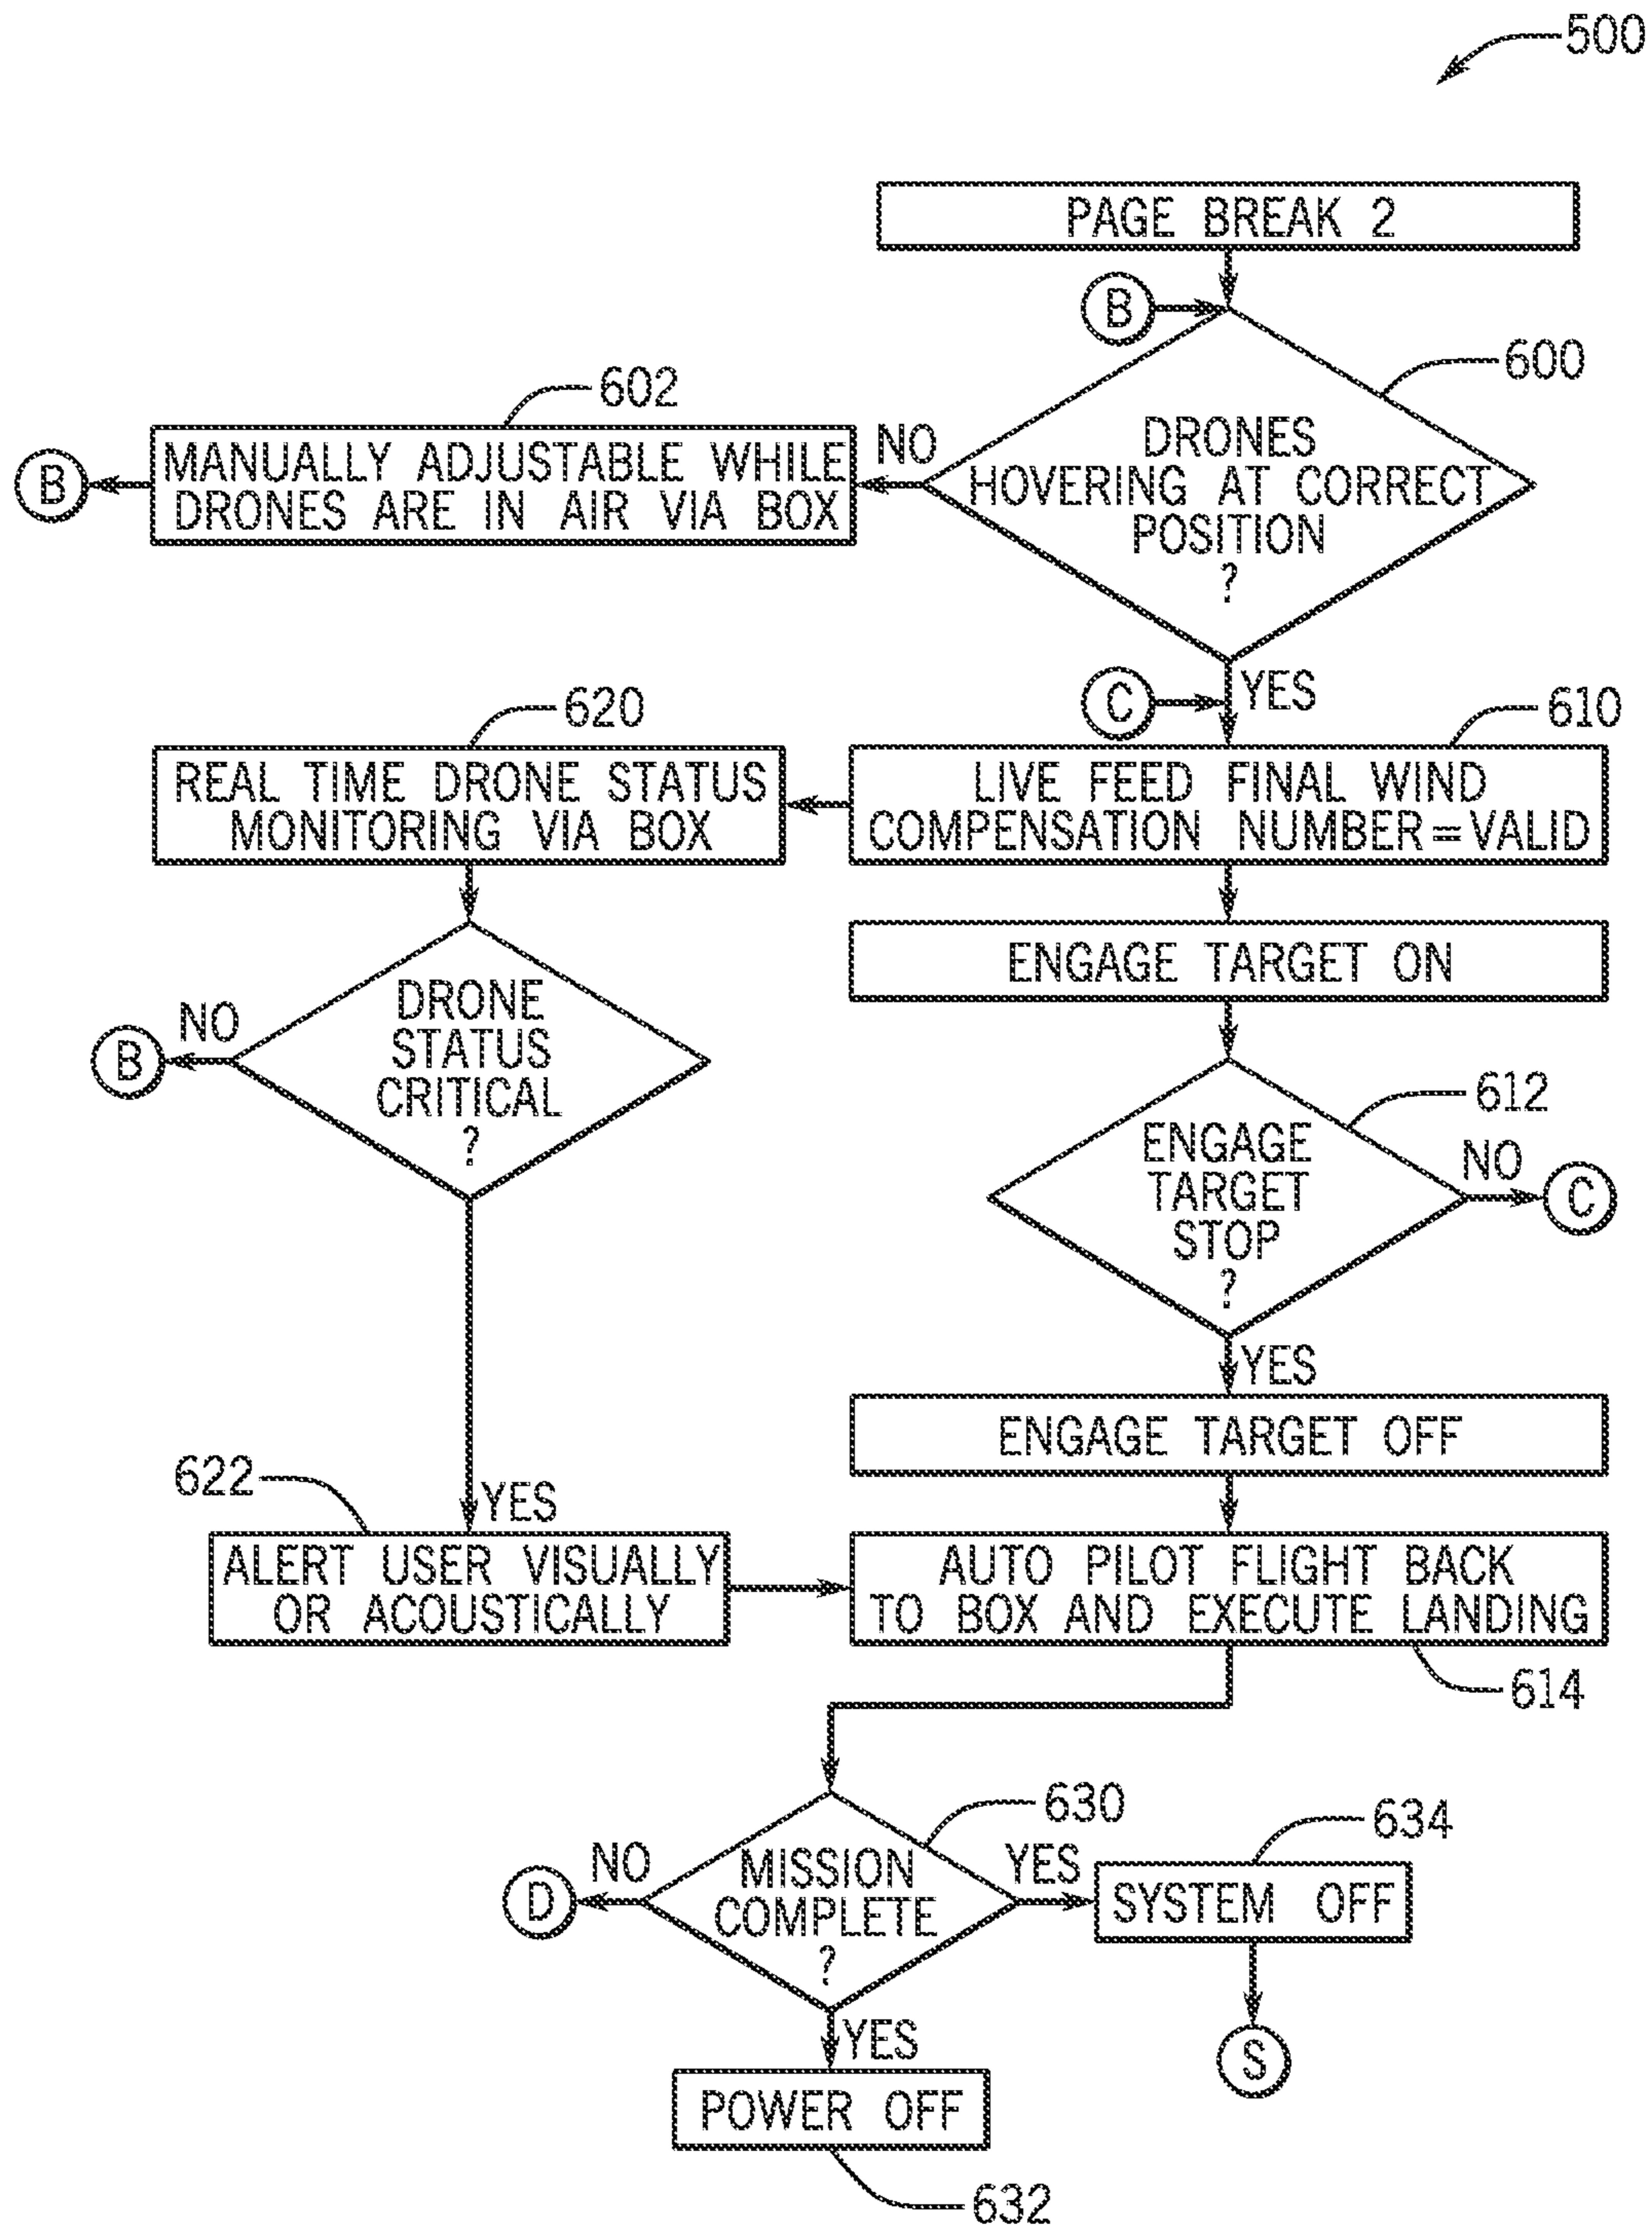 500
PAGE BREAK 2
B
600
602
DRONES
HOVERING AT CORRECT
POSITION
?
NO
MANUALLY ADJUSTABLE WHILE
DRONES ARE IN AIR VIA BOX
B
YES
C
610
620
LIVE FEED FINAL WIND
COMPENSATION NUMBER=VALID
REAL TIME DRONE STATUS
MONITORING VIA BOX
ENGAGE TARGET ON
DRONE
STATUS
CRITICAL
?
NO
B
612
ENGAGE
TARGET
STOP
?
NO
C
YES
ENGAGE TARGET OFF
622
YES
ALERT USER VISUALLY
OR ACOUSTICALLY
AUTO PILOT FLIGHT BACK
TO BOX AND EXECUTE LANDING
614
630
634
NO
D
MISSION
COMPLETE
?
YES
SYSTEM OFF
S
YES
POWER OFF
632